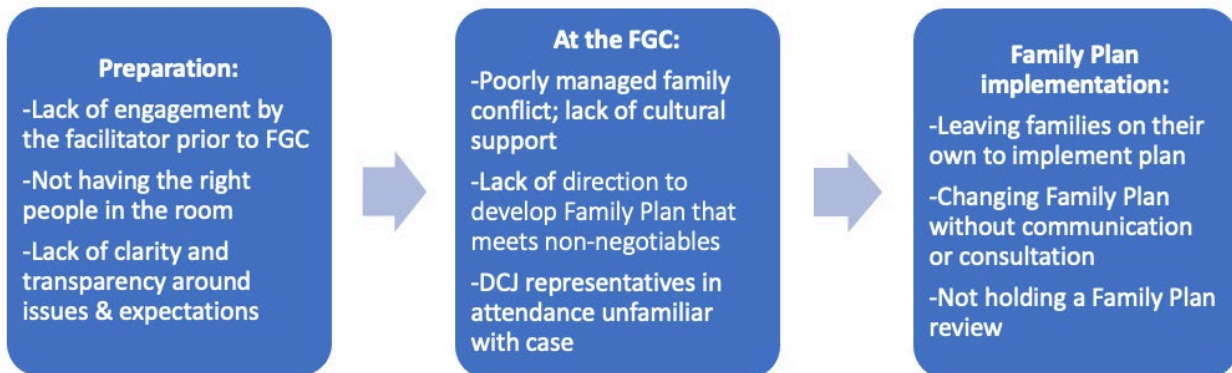 Preparation:
-Lack of engagement by
the facilitator prior to FGC
-Not having the right
people in the room
-Lack of clarity and
transparency around
issues & expectations
At the FGC:
-Poorly managed family
conflict; lack of cultural
support
-Lack of direction to
develop Family Plan that
meets non-negotiables
-DCJ representatives in
attendance unfamiliar
with case
Family Plan
implementation:
-Leaving families on their
own to implement plan
-Changing Family Plan
without communication
or consultation
-Not holding a Family Plan
review